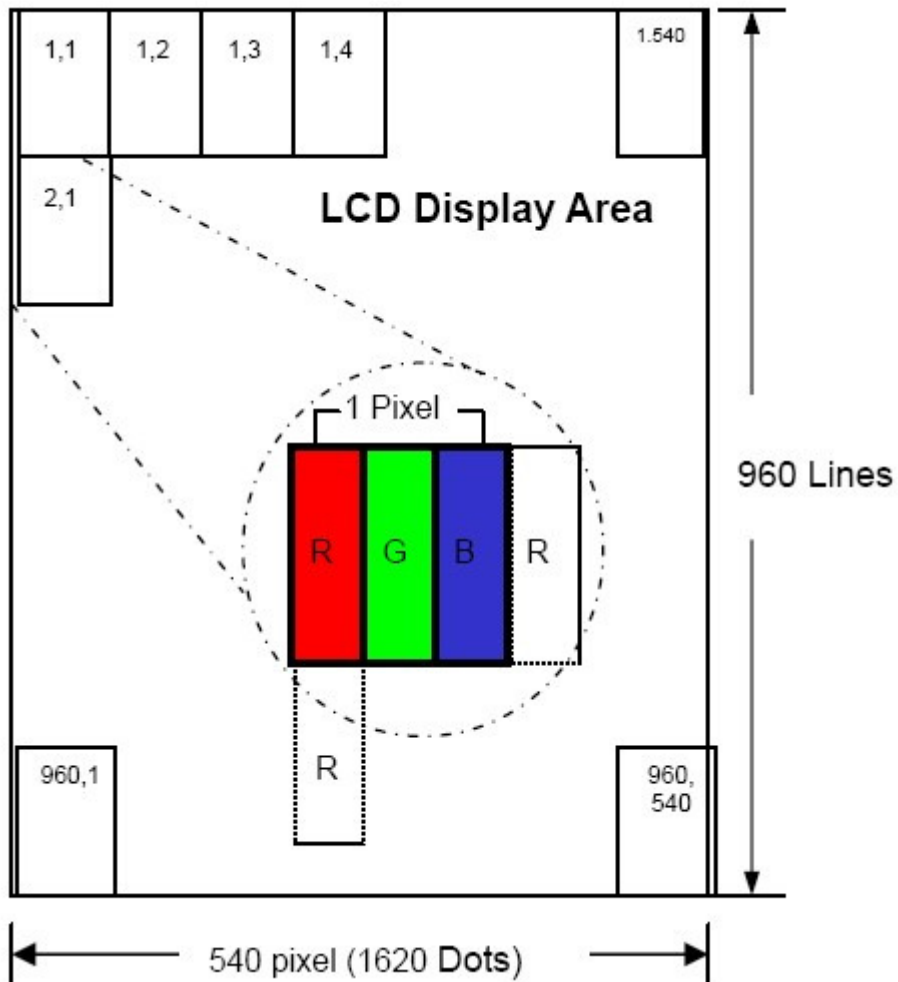 1,1
1,2
1,3
1,4
1.540
2,1
LCD Display Area
1 Pixel
960 Lines
R
G
B
R
R
960,1
960,
540
540 pixel (1620 Dots)